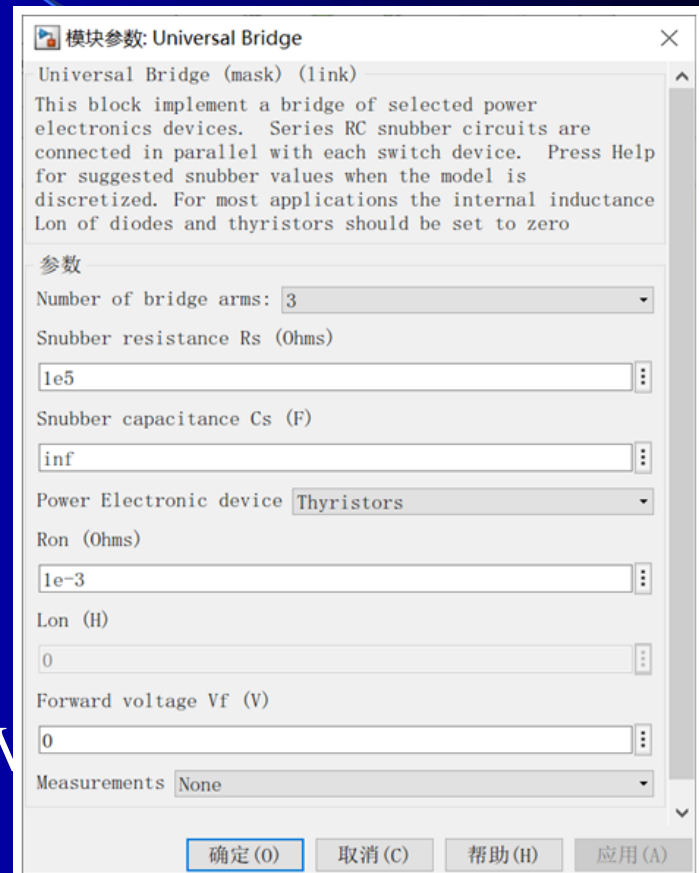 模块参数: Universal Bridge
Universal Bridge (mask) (link)
This block implement a bridge of selected power
electronics devices.  Series RC snubber circuits are
connected in parallel with each switch device.  Press Help
for suggested snubber values when the model is
discretized. For most applications the internal inductance
Lon of diodes and thyristors should be set to zero
参数
Number of bridge arms: 3
Snubber resistance Rs (Ohms)
1e5
Snubber capacitance Cs (F)
inf
Power Electronic device Thyristors
Ron (Ohms)
1e-3
Lon (H)
0
Forward voltage Vf (V)
0
Measurements None
确定(O) 取消(C) 帮助(H) 应用(A)